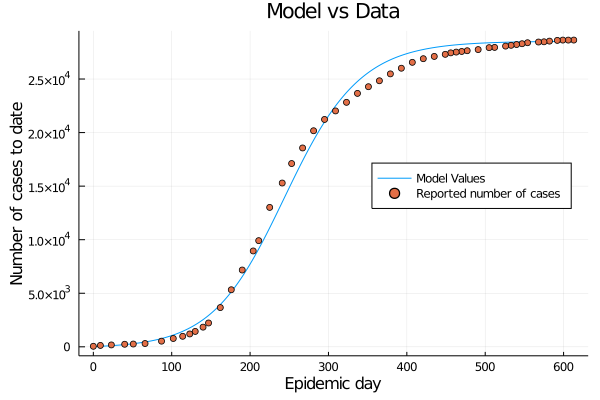 Model vs Data
Number of cases to date
2.5×10⁴
2.0×10⁴
1.5×10⁴
1.0×10⁴
5.0×10³
0
Model Values
Reported number of cases
0 100 200 300 400 500 600
Epidemic day